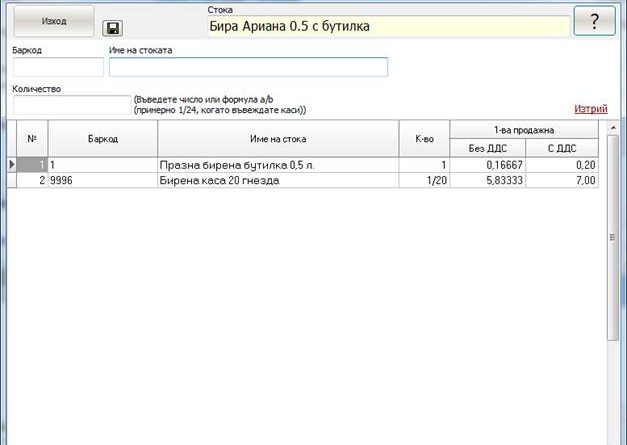 Изход
Стока
Бира Ариана 0.5 с бутилка
?
Баркод
Име на стоката
Количество
(Въведете число или формула a/b
(примерно 1/24, когато въвеждате каси))
Изтрий
№ Баркод Име на стока К-во 1-ва продажна
Без ДДС С ДДС
1 1 Празна бирена бутилка 0,5 л. 1 0,16667 0,20
2 9996 Бирена каса 20 гнезда 1/20 5,83333 7,00